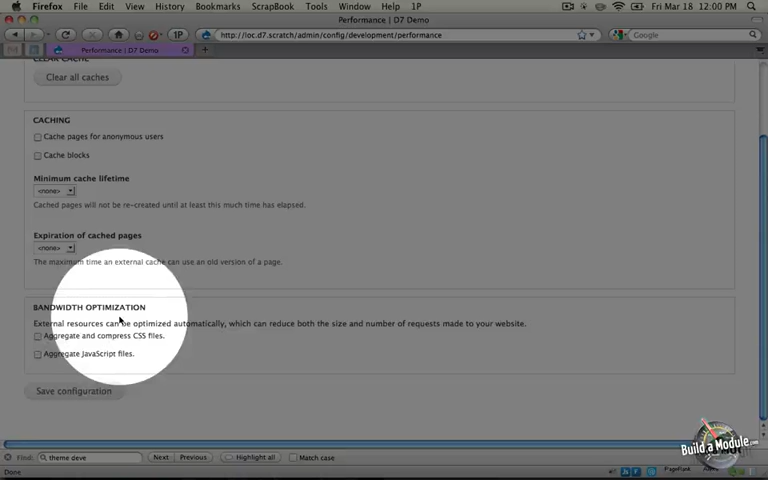 Firefox File Edit View History Bookmarks ScrapBook Tools Window Help 1P Fri Mar 18 12:00 PM
Performance | D7 Demo
1P http://loc.d7.scratch/admin/config/development/performance Google
Performance | D7 Demo
CLEAR CACHE
Clear all caches
CACHING
Cache pages for anonymous users
Cache blocks
Minimum cache lifetime
<none>
Cached pages will not be re-created until at least this much time has elapsed.
Expiration of cached pages
<none>
The maximum time an external cache can use an old version of a page.
BANDWIDTH OPTIMIZATION
External resources can be optimized automatically, which can reduce both the size and number of requests made to your website.
Aggregate and compress CSS files.
Aggregate JavaScript files.
Save configuration
Build a Module.com
Find: theme deve Next Previous Highlight all Match case
Done PageRank